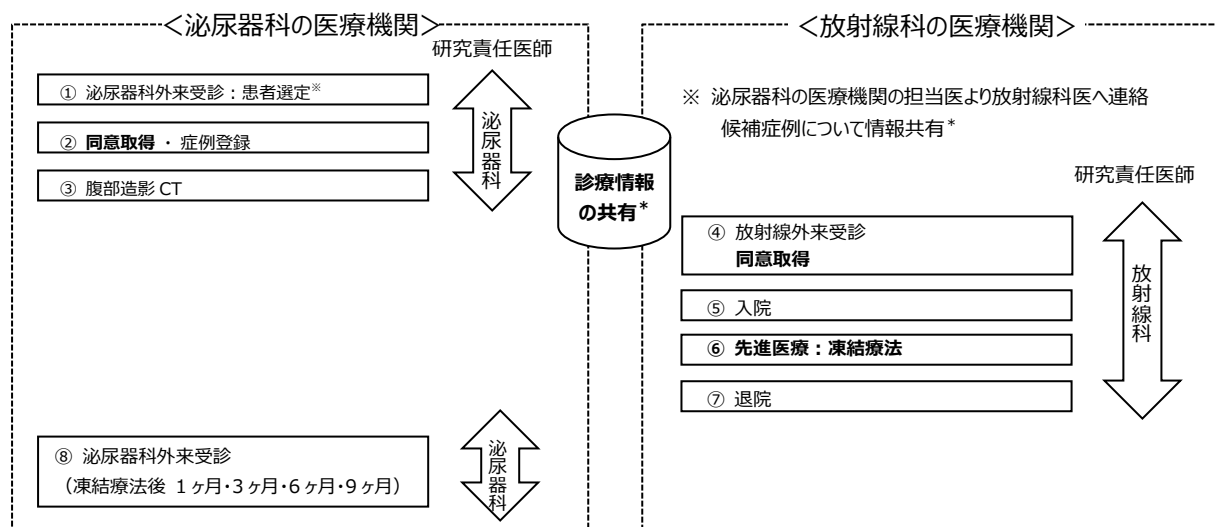 ＜泌尿器科の医療機関＞
研究責任医師
① 泌尿器科外来受診：患者選定※
② 同意取得 ・ 症例登録
③ 腹部造影 CT
泌尿器科
診療情報
の共有*
＜放射線科の医療機関＞
※ 泌尿器科の医療機関の担当医より放射線科医へ連絡
候補症例について情報共有*
研究責任医師
④ 放射線外来受診
同意取得
⑤ 入院
⑥ 先進医療：凍結療法
⑦ 退院
放射線科
⑧ 泌尿器科外来受診
（凍結療法後 1 ヶ月・3 ヶ月・6 ヶ月・9 ヶ月）
泌尿器科